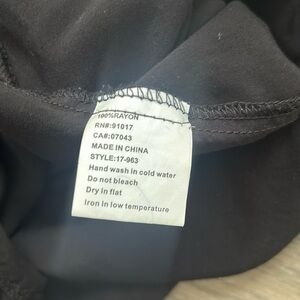 100%RAYON
RN#:91017
CA#:07043
MADE IN CHINA
STYLE:17-963
Hand wash in cold water
Do not bleach
Dry in flat
Iron in low temperature